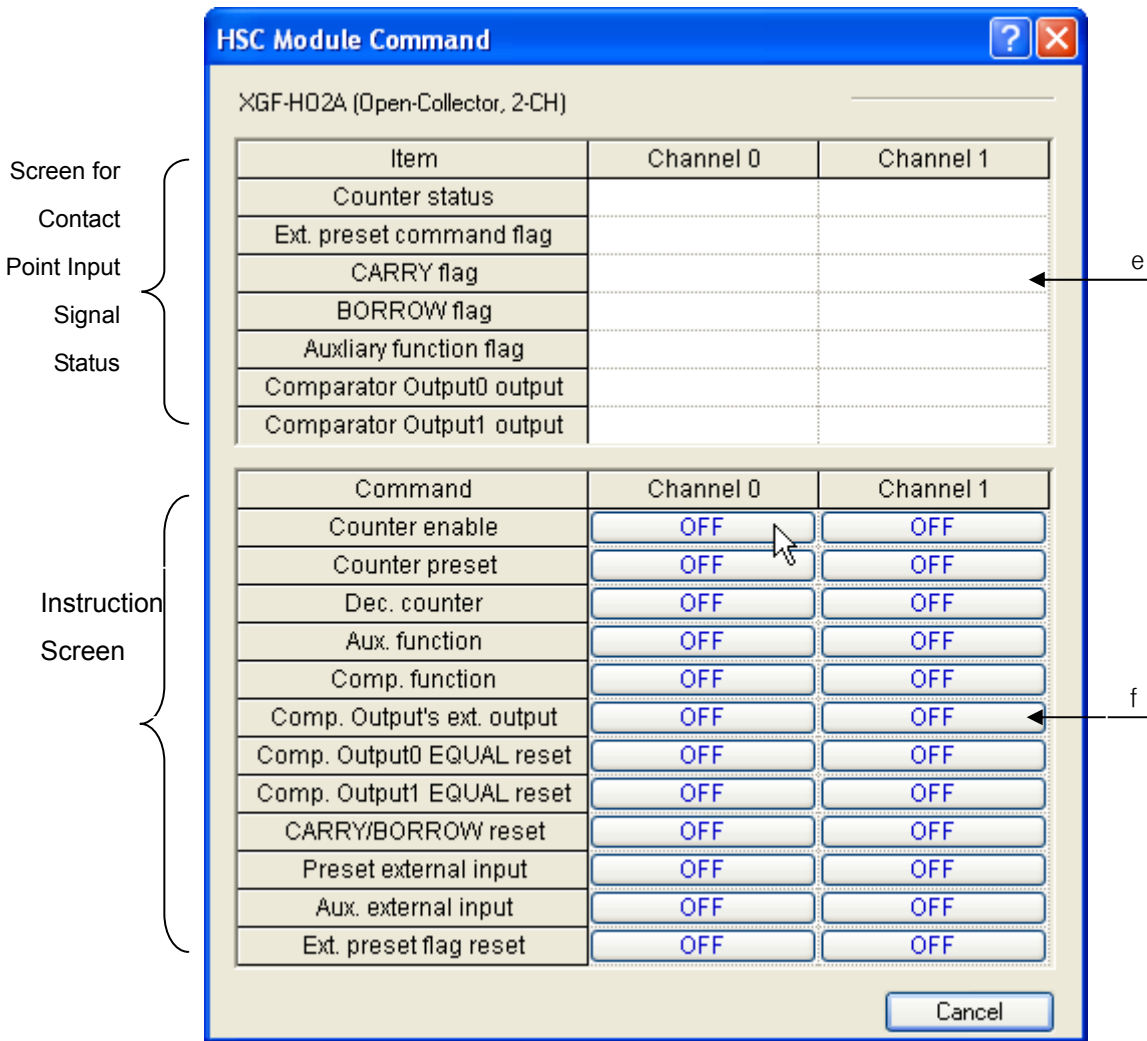 HSC Module Command
XGF-HO2A (Open-Collector, 2-CH)
Screen for
Contact
Point Input
Signal
Status
Item Channel 0 Channel 1
Counter status
Ext. preset command flag
CARRY flag
BORROW flag
Auxliary function flag
Comparator Output0 output
Comparator Output1 output
e
Instruction
Screen
Command Channel 0 Channel 1
Counter enable OFF OFF
Counter preset OFF OFF
Dec. counter OFF OFF
Aux. function OFF OFF
Comp. function OFF OFF
Comp. Output's ext. output OFF OFF
Comp. Output0 EQUAL reset OFF OFF
Comp. Output1 EQUAL reset OFF OFF
CARRY/BORROW reset OFF OFF
Preset external input OFF OFF
Aux. external input OFF OFF
Ext. preset flag reset OFF OFF
f
Cancel